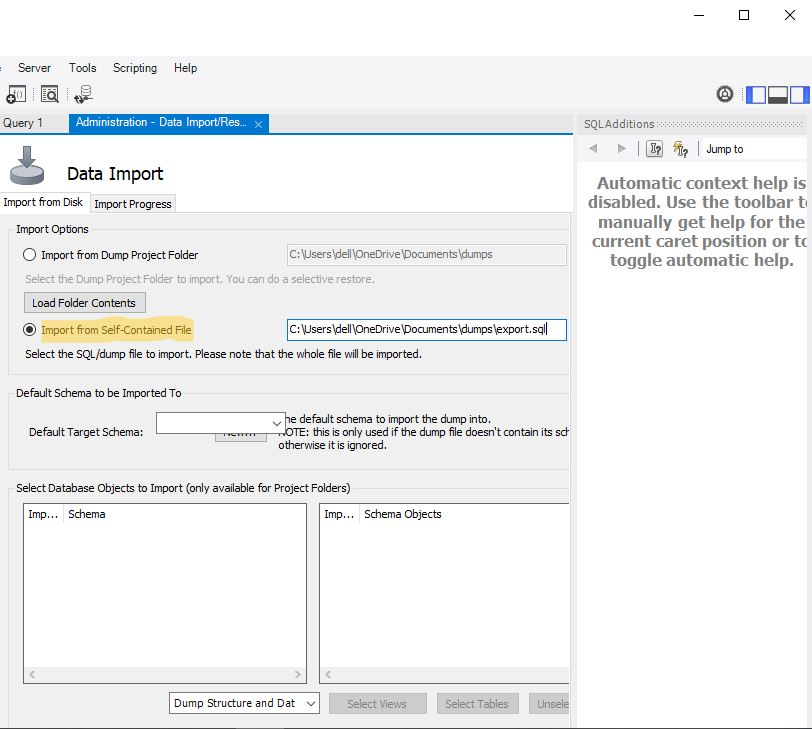 Server Tools Scripting Help
Query 1
Administration - Data Import/Res...
SQLAdditions
Jump to
Data Import
Import from Disk
Import Progress
Import Options
Import from Dump Project Folder
C:\Users\dell\OneDrive\Documents\dumps
Select the Dump Project Folder to import. You can do a selective restore.
Load Folder Contents
Import from Self-Contained File
C:\Users\dell\OneDrive\Documents\dumps\export.sql
Select the SQL/dump file to import. Please note that the whole file will be imported.
Default Schema to be Imported To
Default Target Schema:
he default schema to import the dump into.
NOTE: this is only used if the dump file doesn't contain its sch
otherwise it is ignored.
Select Database Objects to Import (only available for Project Folders)
Imp... Schema
Imp... Schema Objects
Dump Structure and Dat
Select Views
Select Tables
Unsele
Automatic context help is
disabled. Use the toolbar to
manually get help for the
current caret position or to
toggle automatic help.